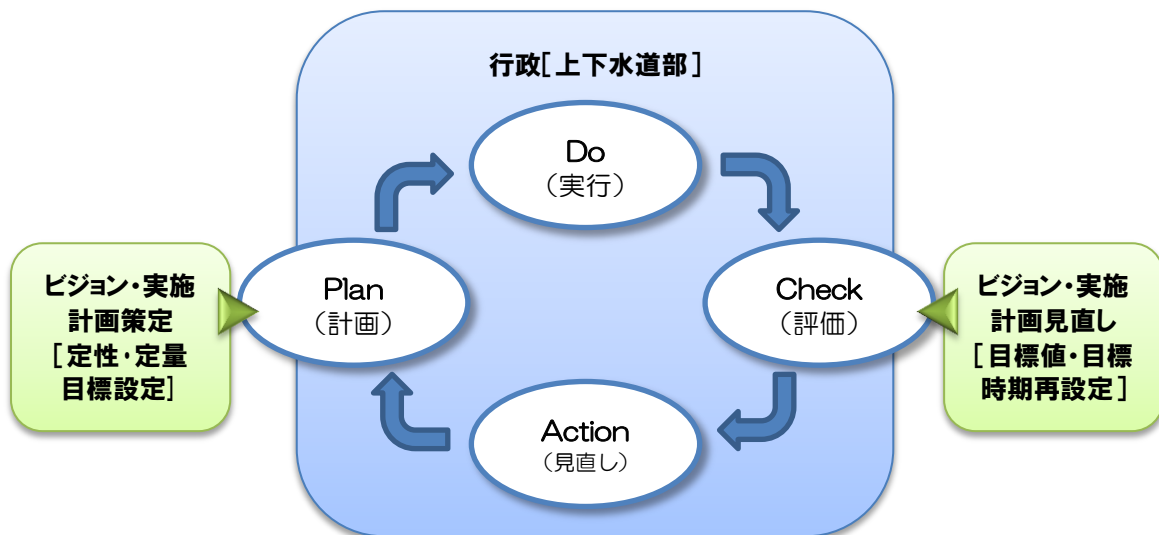 行政[上下水道部]
Do
（実行）
Plan
（計画）
Check
（評価）
Action
（見直し）
ビジョン・実施
計画策定
[定性・定量
目標設定]
ビジョン・実施
計画見直し
[目標値・目標
時期再設定]